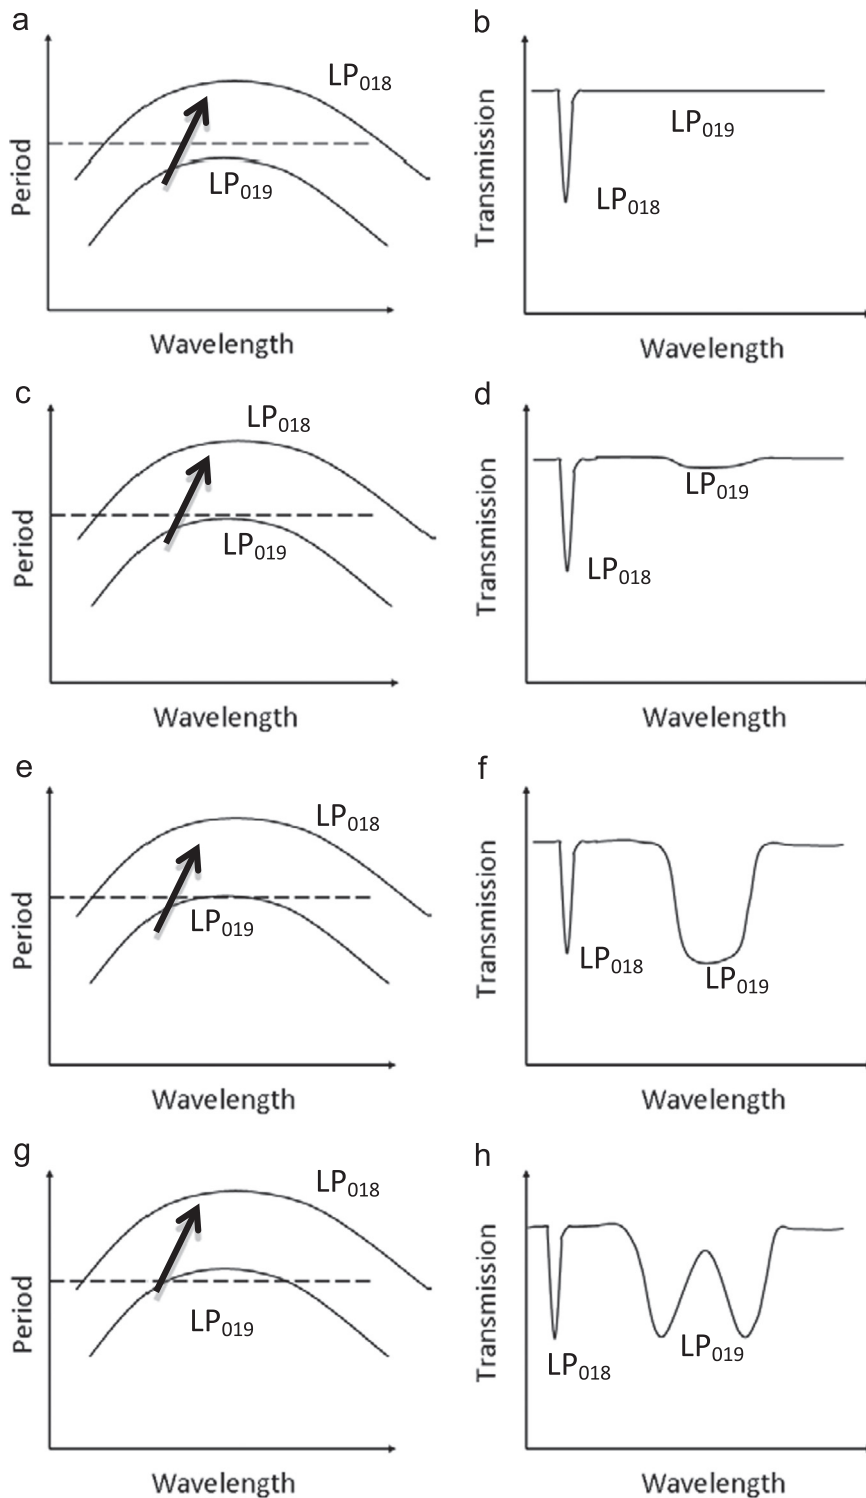 a
LP018
Period
LP019
Wavelength
b
Transmission
LP019
LP018
Wavelength
c
LP018
Period
LP019
Wavelength
d
Transmission
LP019
LP018
Wavelength
e
LP018
Period
LP019
Wavelength
f
Transmission
LP018
LP019
Wavelength
g
LP018
Period
LP019
Wavelength
h
Transmission
LP019
LP018
Wavelength